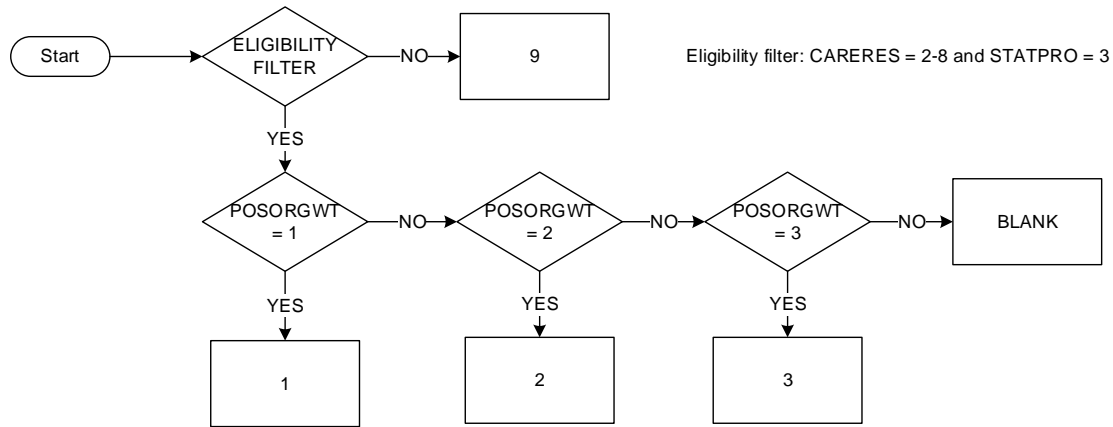 Start
ELIGIBILITY
FILTER
NO
9
Eligibility filter: CARERES = 2-8 and STATPRO = 3
YES
POSORGWT
= 1
NO
POSORGWT
= 2
NO
POSORGWT
= 3
NO
BLANK
YES
YES
YES
1
2
3